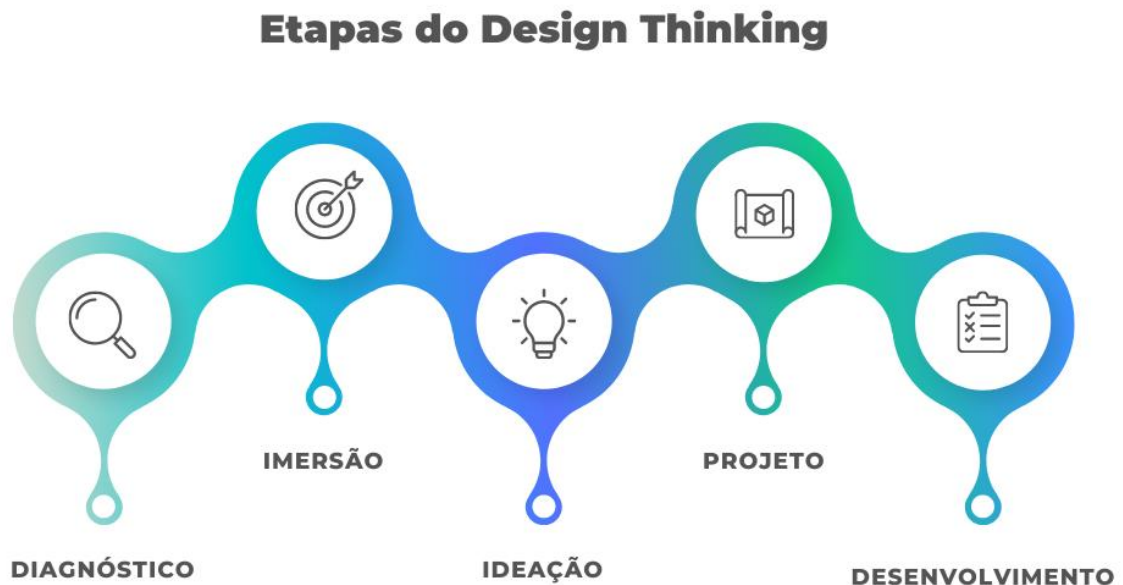 Etapas do Design Thinking
DIAGNÓSTICO
IMERSÃO
IDEAÇÃO
PROJETO
DESENVOLVIMENTO